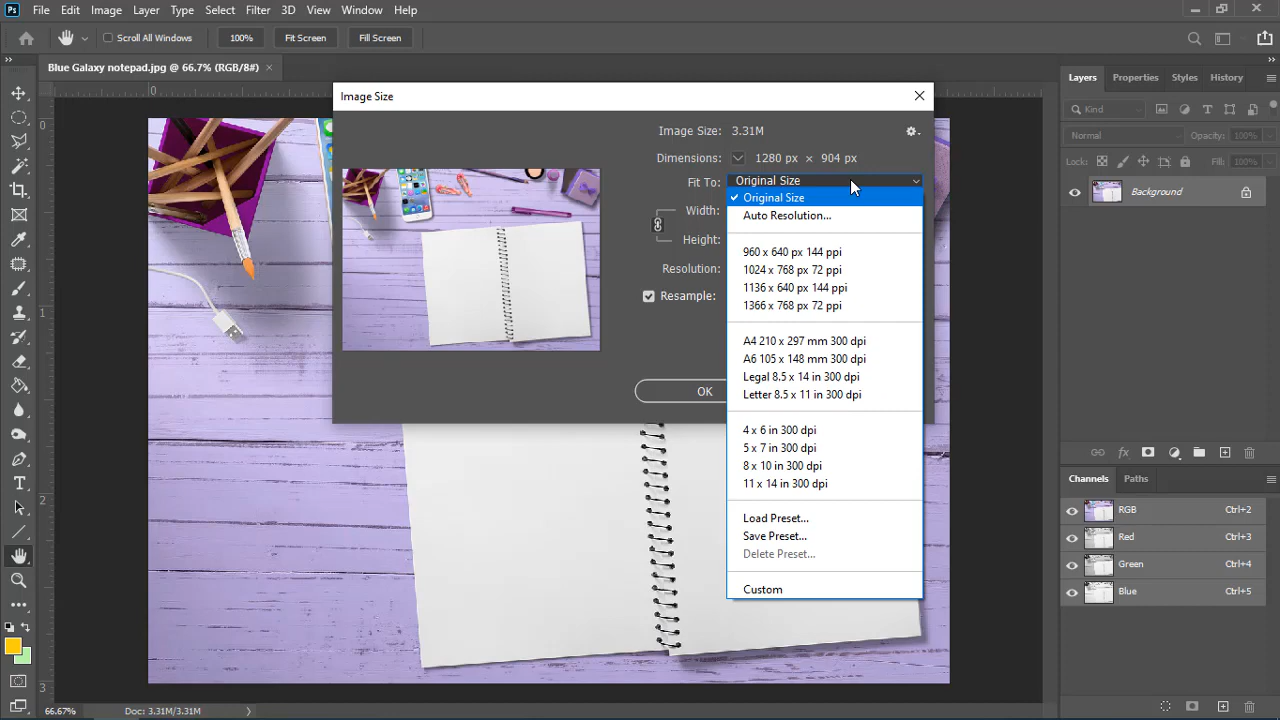 Ps File Edit Image Layer Type Select Filter 3D View Window Help
Scroll All Windows 100% Fit Screen Fill Screen
Blue Galaxy notepad.jpg @ 66.7% (RGB/8#)
0
0
1
2
3
Image Size
Image Size: 3.31M
Dimensions: 1280 px × 904 px
Fit To: Original Size
Width:
Height:
Resolution:
Resample:
OK
Original Size
Auto Resolution...
960 x 640 px 144 ppi
1024 x 768 px 72 ppi
1136 x 640 px 144 ppi
1366 x 768 px 72 ppi
A4 210 x 297 mm 300 dpi
A6 105 x 148 mm 300 dpi
Legal 8.5 x 14 in 300 dpi
Letter 8.5 x 11 in 300 dpi
4 x 6 in 300 dpi
5 x 7 in 300 dpi
8 x 10 in 300 dpi
11 x 14 in 300 dpi
Load Preset...
ave Preset...
Delete Preset...
Custom
Layers Properties Styles History
Kind
Normal Opacity: 100%
Lock: Fill: 100%
Background
fx
Channels Paths
RGB Ctrl+2
Red Ctrl+3
Green Ctrl+4
Blue Ctrl+5
66.67% Doc: 3.31M/3.31M